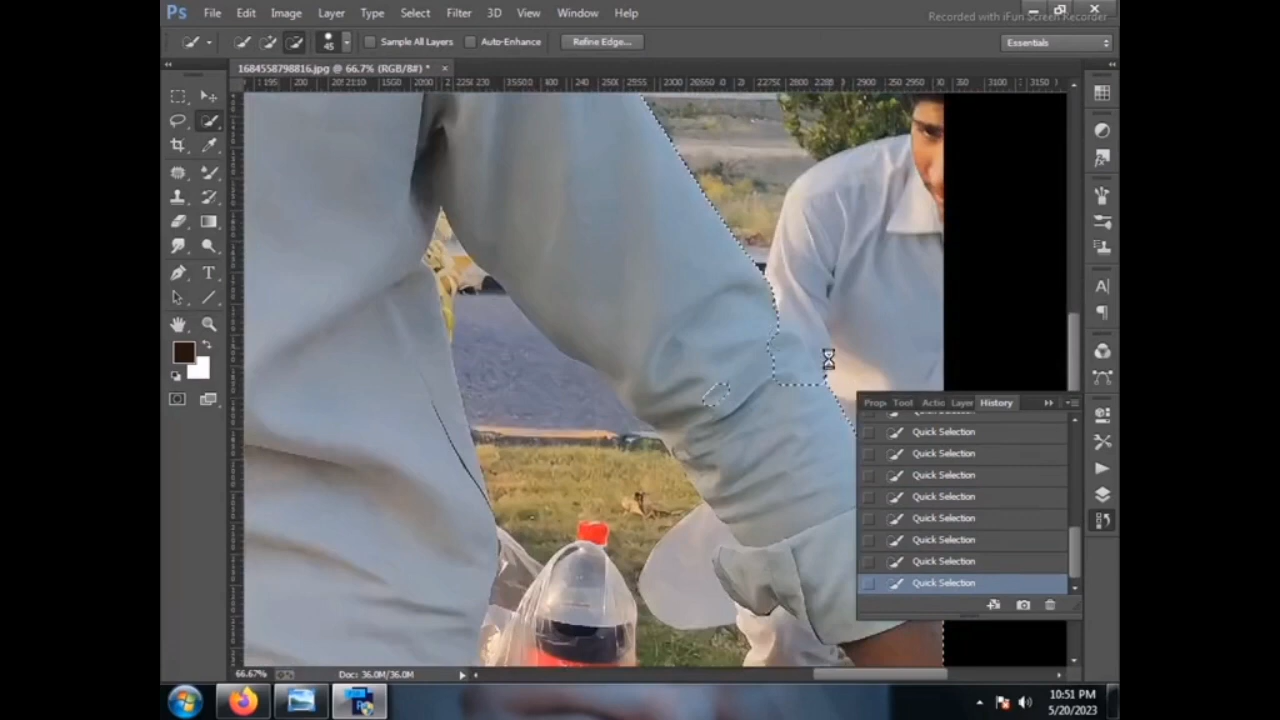 Ps File Edit Image Layer Type Select Filter 3D View Window Help
Recorded with iFun Screen Recorder
45 Sample All Layers Auto-Enhance Refine Edge... Essentials
1684558798816.jpg @ 66.7% (RGB/8#) *
Layer History
Quick Selection
Quick Selection
Quick Selection
Quick Selection
Quick Selection
Quick Selection
Quick Selection
Quick Selection
66.67% Doc: 36.0M/36.0M
10:51 PM
5/20/2023